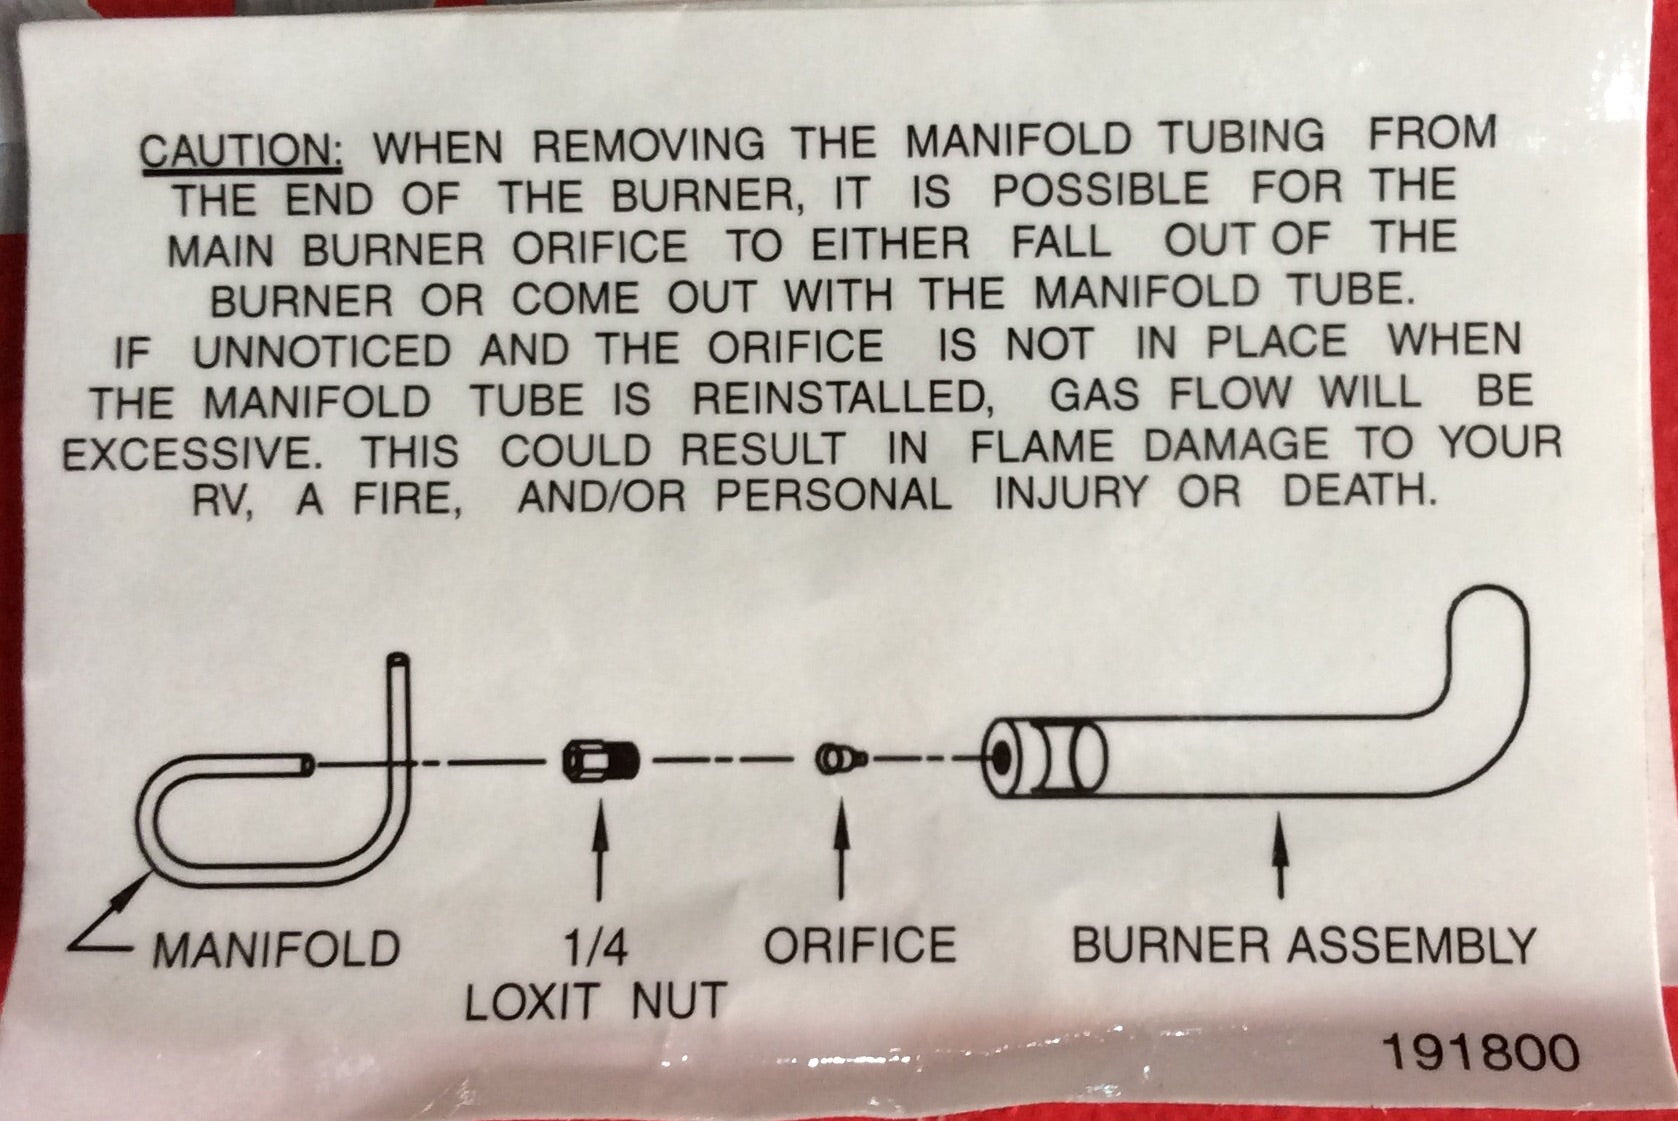 CAUTION: WHEN REMOVING THE MANIFOLD TUBING FROM
THE END OF THE BURNER, IT IS POSSIBLE FOR THE
MAIN BURNER ORIFICE TO EITHER FALL OUT OF THE
BURNER OR COME OUT WITH THE MANIFOLD TUBE.
IF UNNOTICED AND THE ORIFICE IS NOT IN PLACE WHEN
THE MANIFOLD TUBE IS REINSTALLED, GAS FLOW WILL BE
EXCESSIVE. THIS COULD RESULT IN FLAME DAMAGE TO YOUR
RV, A FIRE, AND/OR PERSONAL INJURY OR DEATH.
MANIFOLD
1/4
LOXIT NUT
ORIFICE
BURNER ASSEMBLY
191800